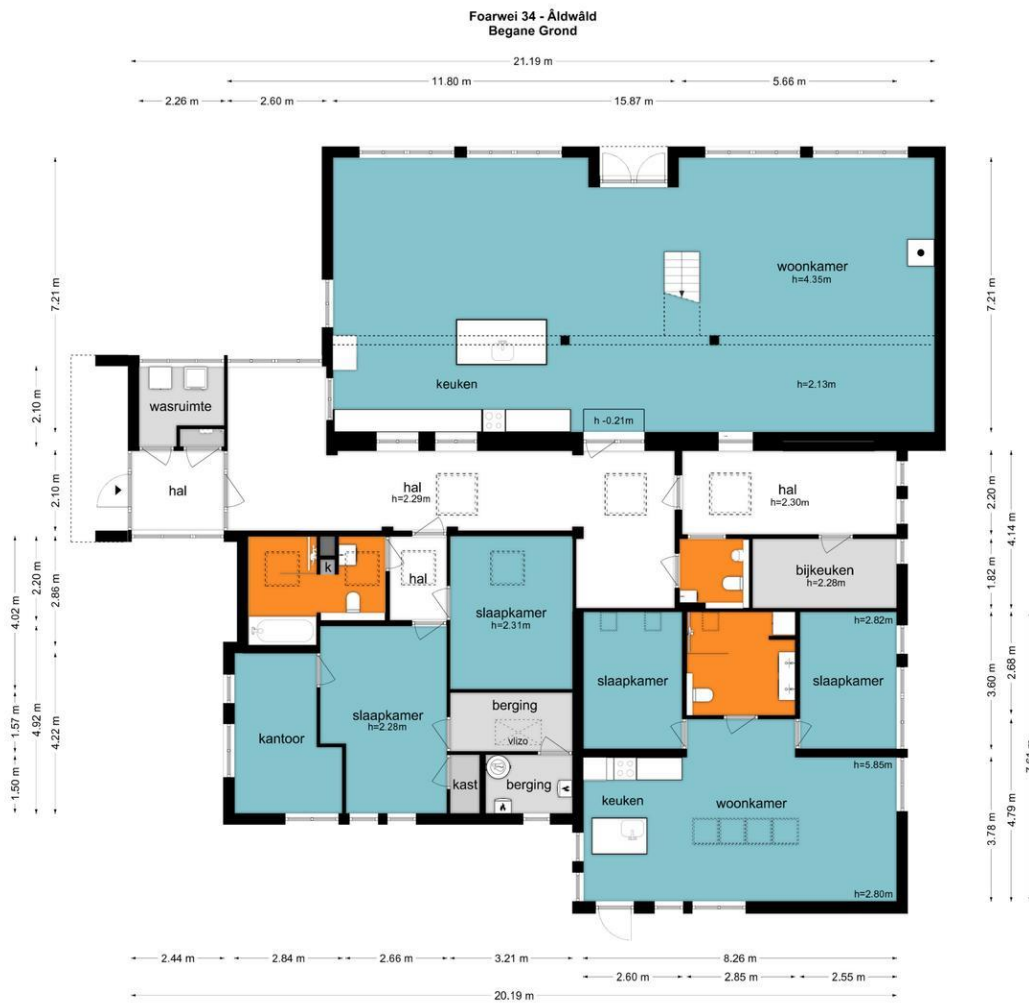 Foarwei 34 - Âldwâld
Begane Grond
21.19 m
11.80 m
5.66 m
2.26 m
2.60 m
15.87 m
7.21 m
7.21 m
woonkamer
h=4.35m
keuken
h=2.13m
h -0.21m
2.10 m
wasruimte
2.10 m
hal
hal
h=2.29m
hal
h=2.30m
2.20 m
4.14 m
4.02 m
2.20 m
2.86 m
k
hal
slaapkamer
h=2.31m
bijkeuken
h=2.28m
1.82 m
h=2.82m
slaapkamer
slaapkamer
3.60 m
2.68 m
1.57 m
4.92 m
4.22 m
kantoor
slaapkamer
h=2.28m
berging
vlizo
1.50 m
kast
berging
keuken
woonkamer
h=5.85m
h=2.80m
3.78 m
4.79 m
7.61 m
2.44 m
2.84 m
2.66 m
3.21 m
8.26 m
2.60 m
2.85 m
2.55 m
20.19 m